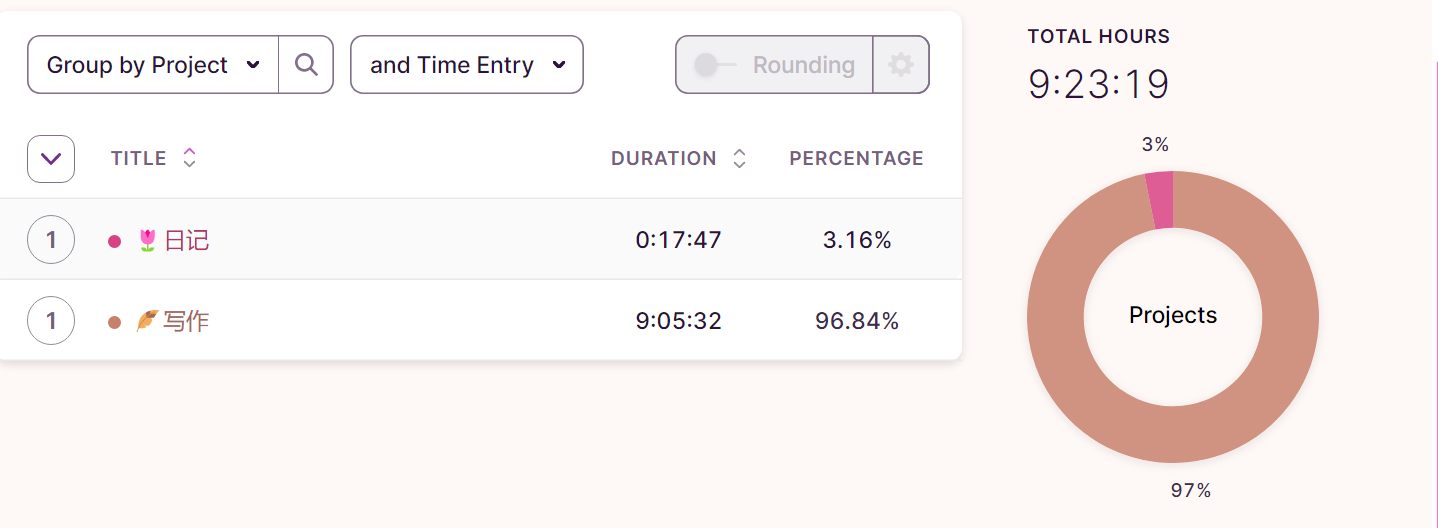 Group by Project and Time Entry Rounding
TITLE DURATION PERCENTAGE
1 🌷日记 0:17:47 3.16%
1 🍂写作 9:05:32 96.84%
TOTAL HOURS
9:23:19
3%
Projects
97%